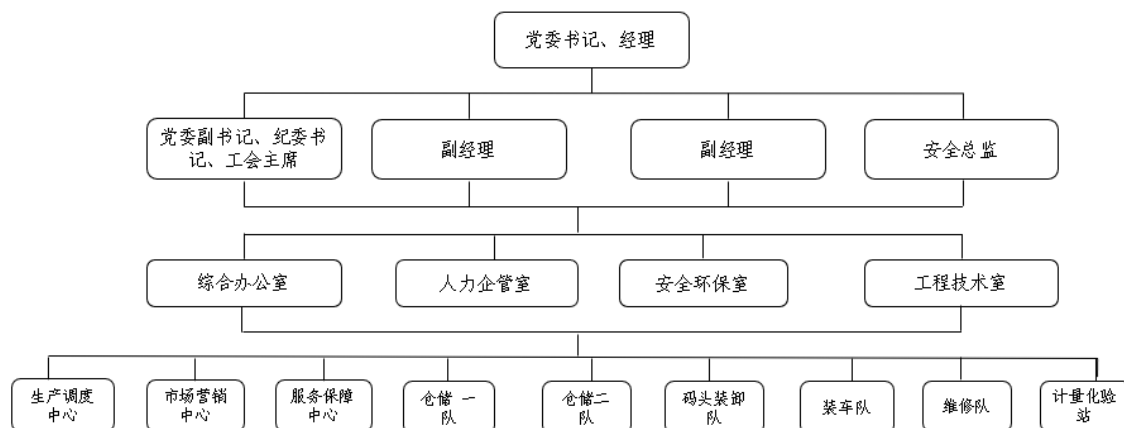 党委书记、经理
党委副书记、纪委书
记、工会主席
副经理
副经理
安全总监
综合办公室
人力企管室
安全环保室
工程技术室
生产调度
中心
市场营销
中心
服务保障
中心
仓储 一
队
仓储二
队
码头装卸
队
装车队
维修队
计量化验
站